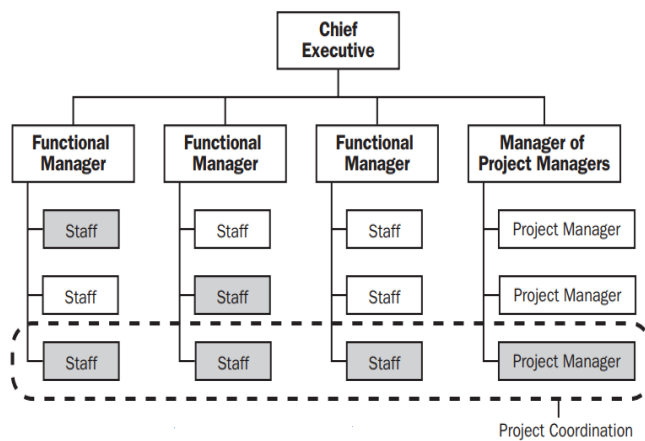 Chief
Executive
Functional
Manager
Functional
Manager
Functional
Manager
Manager of
Project Managers
Staff
Staff
Staff
Project Manager
Staff
Staff
Staff
Project Manager
Staff
Staff
Staff
Project Manager
Project Coordination